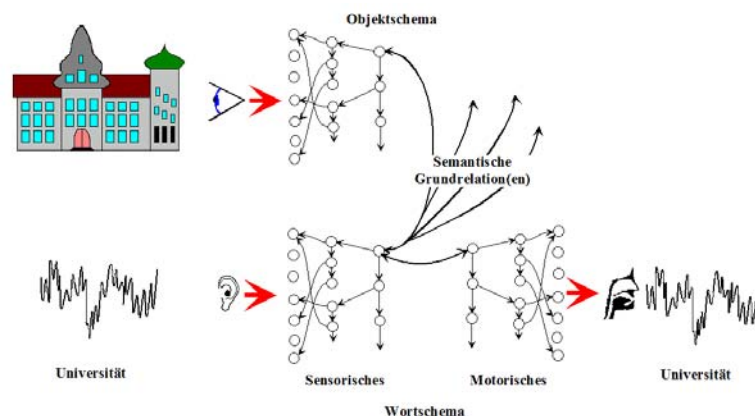 Objektschema
Semantische
Grundrelation(en)
Universität
Sensorisches
Motorisches
Universität
Wortschema